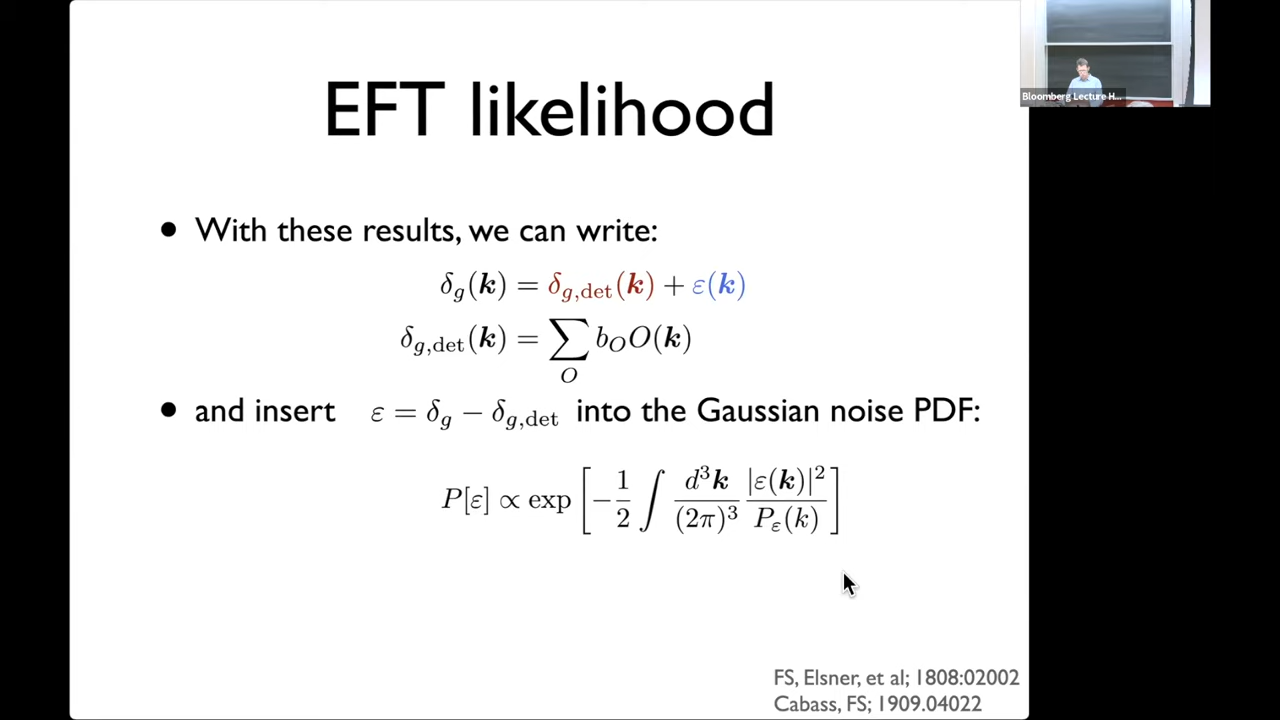 EFT likelihood
Bloomberg Lecture H...
• With these results, we can write:
δ_g(k) = δ_{g,det}(k) + ε(k)
δ_{g,det}(k) = ∑_O b_O O(k)
• and insert ε = δ_g − δ_{g,det} into the Gaussian noise PDF:
P[ε] ∝ exp [ −1/2 ∫ d³k/(2π)³ |ε(k)|²/P_ε(k) ]
FS, Elsner, et al; 1808:02002
Cabass, FS; 1909.04022